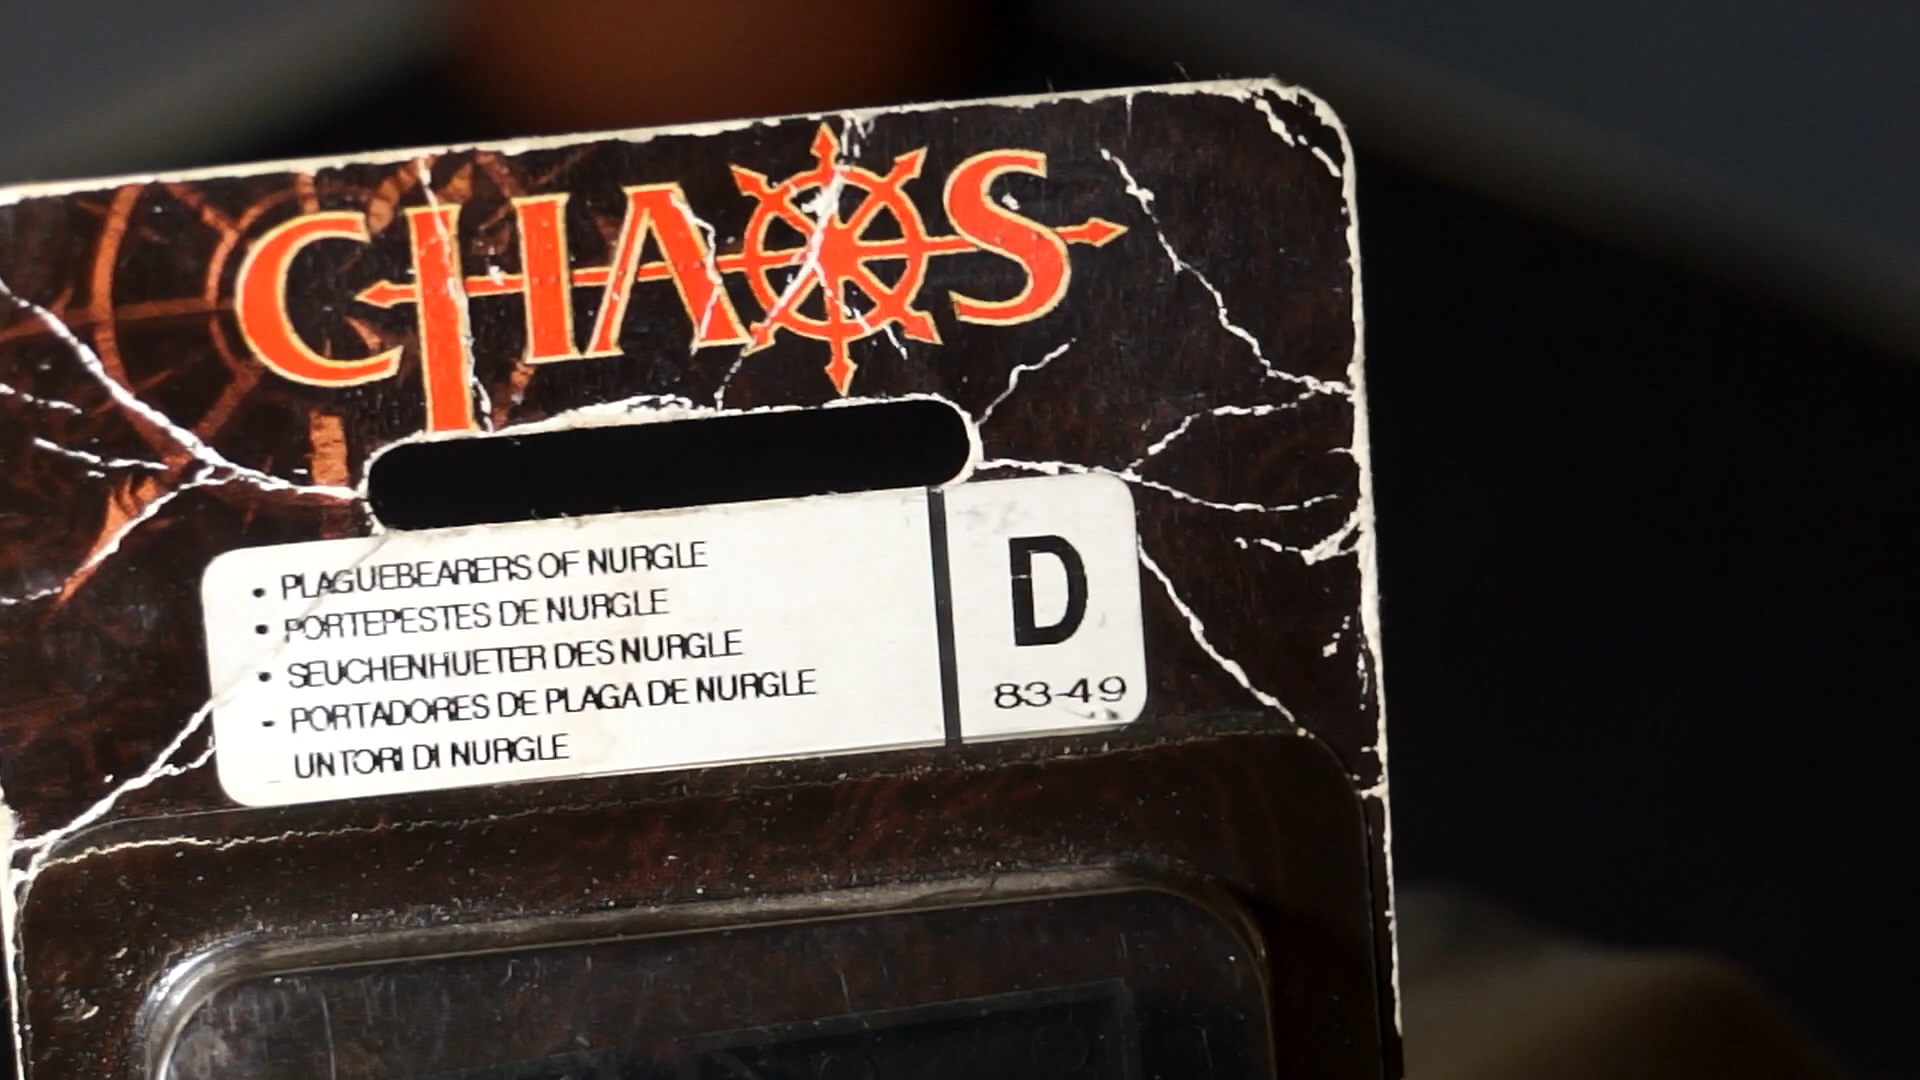 CHAOS
• PLAGUEBEARERS OF NURGLE
• PORTEPESTES DE NURGLE
• SEUCHENHUETER DES NURGLE
- PORTADORES DE PLAGA DE NURGLE
UNTORI DI NURGLE
D
83-49